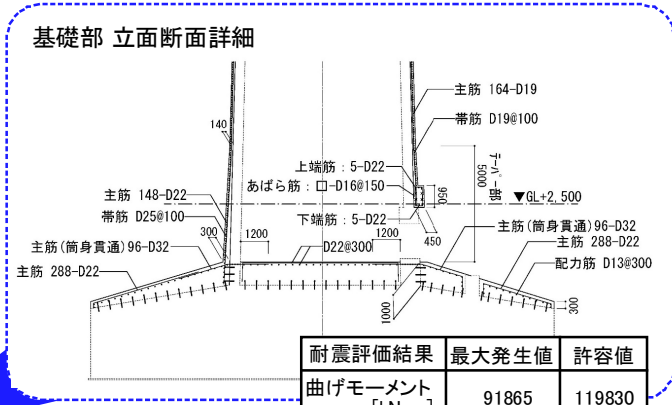 基礎部 立面断面詳細
主筋 164-D19
帯筋 D19@100
140
上端筋：5-D22
あばら筋：口-D16@150
950
テーパー部
5000
▼GL+2,500
主筋 148-D22
帯筋 D25@100
下端筋：5-D22
300
1200
1200
450
主筋(筒身貫通)96-D32
D22@300
主筋(筒身貫通)96-D32
主筋 288-D22
主筋 288-D22
配力筋 D13@300
1000
300
耐震評価結果 最大発生値 許容値
曲げモーメント 91865 119830